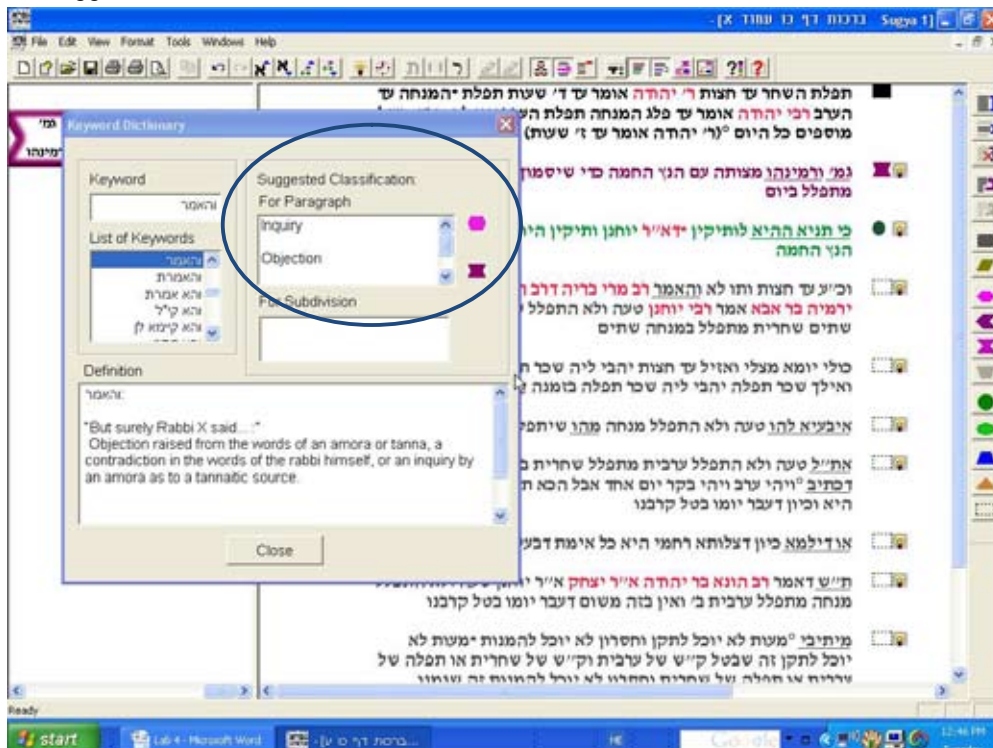 ברכות דף כו עמוד א] - Sugya 1]
File Edit View Format Tools Windows Help
תפלת השחר עד חצות ר׳ יהודה אומר עד ד׳ שעות תפלת המנחה עד
הערב רבי יהודה אומר עד פלג המנחה תפלת
מוספים כל היום °(ר׳ יהודה אומר עד ז׳ שעות)
גמ׳ ורמינהו מצותה עם הנץ החמה כדי
מתפלל ביום
כי תניא ההיא לותיקין דא״ר יוחנן ותיקין היו
הנץ החמה
וכ״ע עד חצות ותו לא והאמר רב מרי בריה דרב
ירמיה בר אבא אמר רבי יוחנן טעה ולא התפלל
שתים שחרית מתפלל במנחה שתים
כולי יומא מצלי ואזיל עד חצות יהבי ליה שכר
ואילך שכר תפלה יהבי ליה שכר תפלה בזמנה
איבעיא להו טעה ולא התפלל מנחה מהו
את״ל טעה ולא התפלל ערבית מתפלל שחרית
דכתיב °ויהי ערב ויהי בקר יום אחד אבל הכא
היא וכיון דעבר יומו בטל קרבנו
או דילמא כיון דצלותא רחמי היא כל אימת
ת״ש דאמר רב הונא בר יהודה א״ר יצחק א״ר
מנחה מתפלל ערבית ב׳ ואין בזה משום דעבר יומו בטל קרבנו
מיתיבי °מעות לא יוכל לתקן וחסרון לא יוכל להמנות מעות לא
יוכל לתקן זה שבטל ק״ש של ערבית וק״ש של שחרית או תפלה של
גמ׳
ורמינהו
Keyword Dictionary
Keyword
והאמר
List of Keywords
והאמר
והאמרת
והא אמרת
והא קי"ל
והא קיימא לן
Suggested Classification:
For Paragraph
Inquiry
Objection
For Subdivision
Definition
והאמר:
"But surely Rabbi X said... :"
Objection raised from the words of an amora or tanna, a
contradiction in the words of the rabbi himself, or an inquiry by
an amora as to a tannaitic source.
Close
Ready
start
Lab 4 - Microsoft Word
HE
Google
12:46 PM